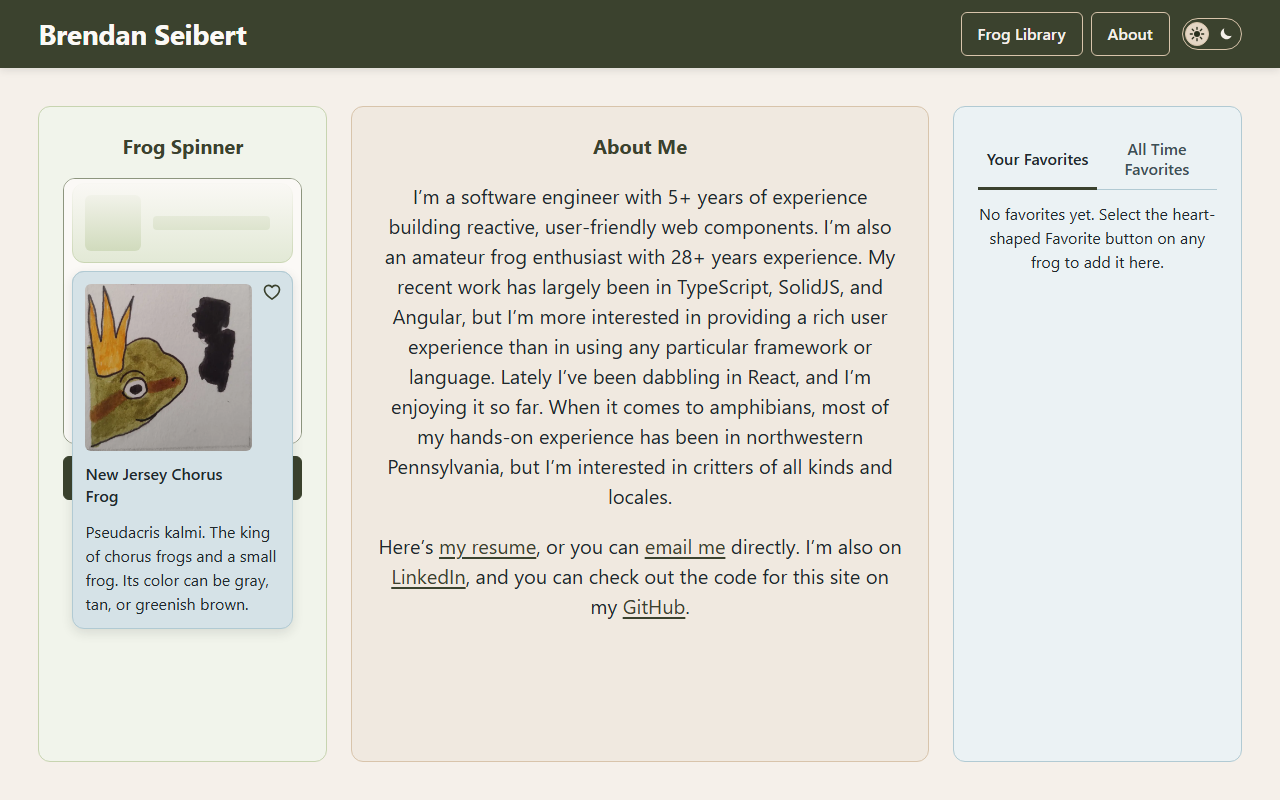 Brendan Seibert
Frog Library
About
Frog Spinner
New Jersey Chorus
Frog
Pseudacris kalmi. The king
of chorus frogs and a small
frog. Its color can be gray,
tan, or greenish brown.
About Me
I’m a software engineer with 5+ years of experience
building reactive, user-friendly web components. I’m also
an amateur frog enthusiast with 28+ years experience. My
recent work has largely been in TypeScript, SolidJS, and
Angular, but I’m more interested in providing a rich user
experience than in using any particular framework or
language. Lately I’ve been dabbling in React, and I’m
enjoying it so far. When it comes to amphibians, most of
my hands-on experience has been in northwestern
Pennsylvania, but I’m interested in critters of all kinds and
locales.
Here’s my resume, or you can email me directly. I’m also on
LinkedIn, and you can check out the code for this site on
my GitHub.
Your Favorites
All Time
Favorites
No favorites yet. Select the heart-
shaped Favorite button on any
frog to add it here.